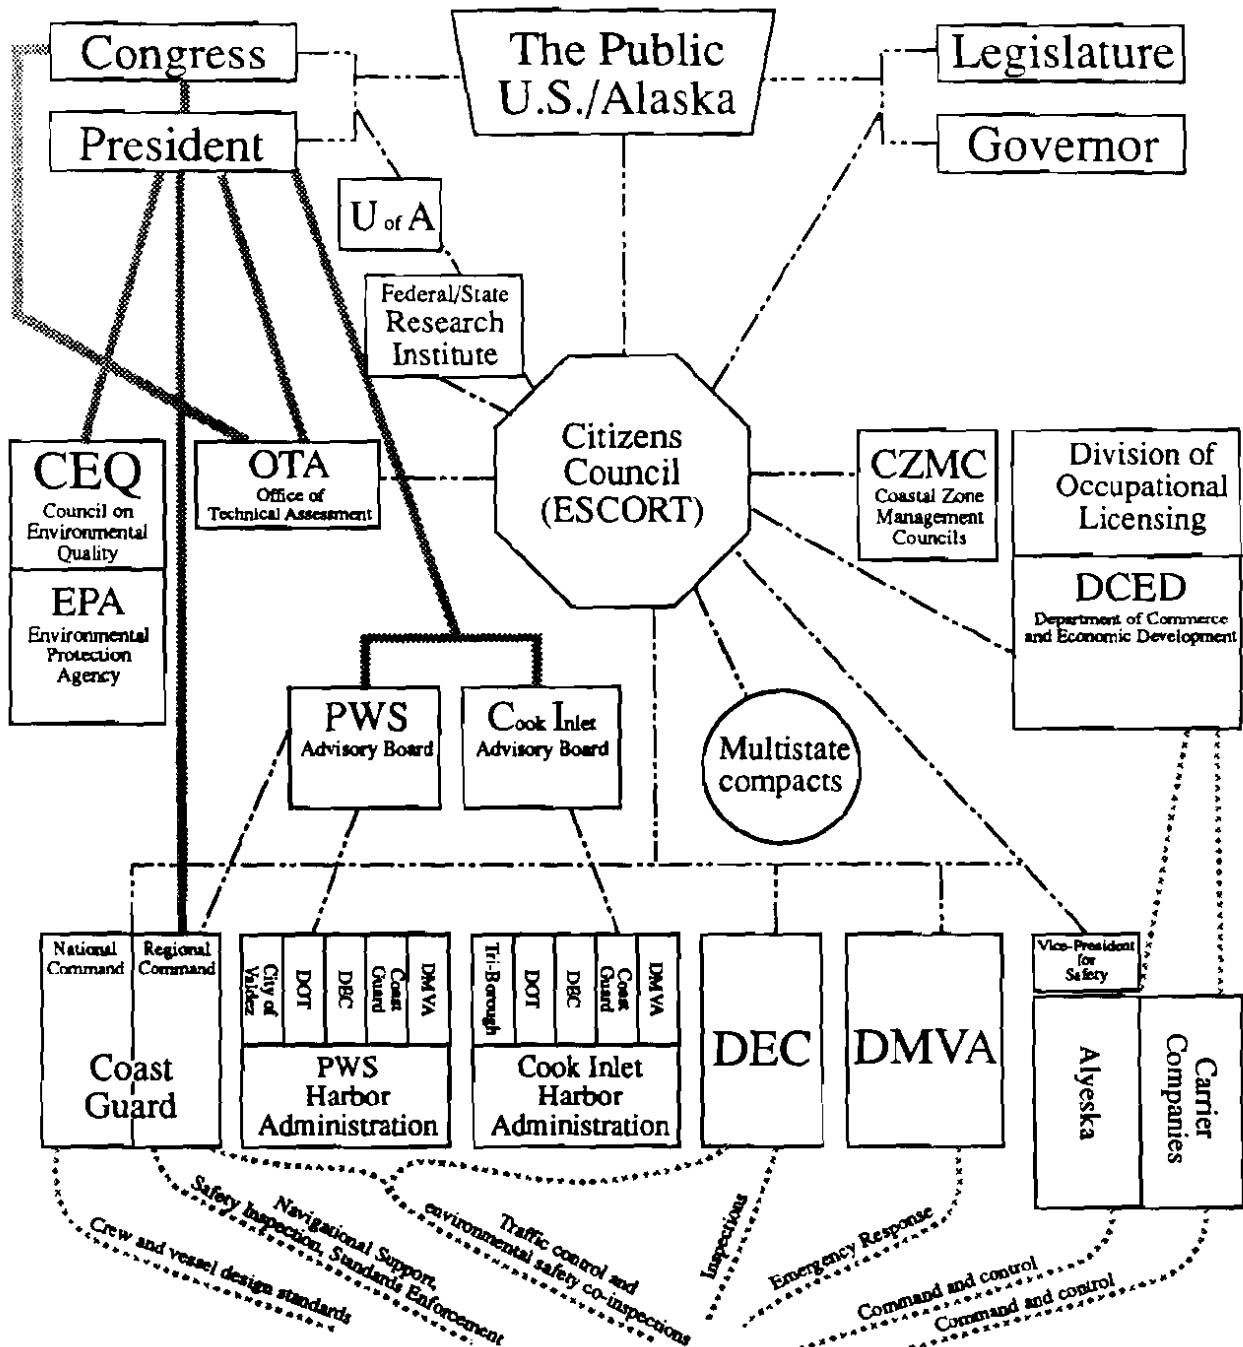 Congress
President
The Public
U.S./Alaska
Legislature
Governor
U of A
Federal/State
Research
Institute
Citizens
Council
(ESCORT)
CEQ
Council on
Environmental
Quality
EPA
Environmental
Protection
Agency
OTA
Office of
Technical Assessment
CZMC
Coastal Zone
Management
Councils
Division of
Occupational
Licensing
DCED
Department of Commerce
and Economic Development
PWS
Advisory Board
Cook Inlet
Advisory Board
Multistate
compacts
National
Command
Regional
Command
Coast
Guard
City of
Valdez
DOT
DEC
Coast
Guard
DMVA
PWS
Harbor
Administration
Tri-Borough
DOT
DEC
Coast
Guard
DMVA
Cook Inlet
Harbor
Administration
DEC
DMVA
Vice-President
for
Safety
Alyeska
Carrier
Companies
Crew and vessel design standards
Navigational Support,
Safety Inspection, Standards Enforcement
Traffic control and
environmental safety co-inspections
Inspections
Emergency Response
Command and control
Command and control